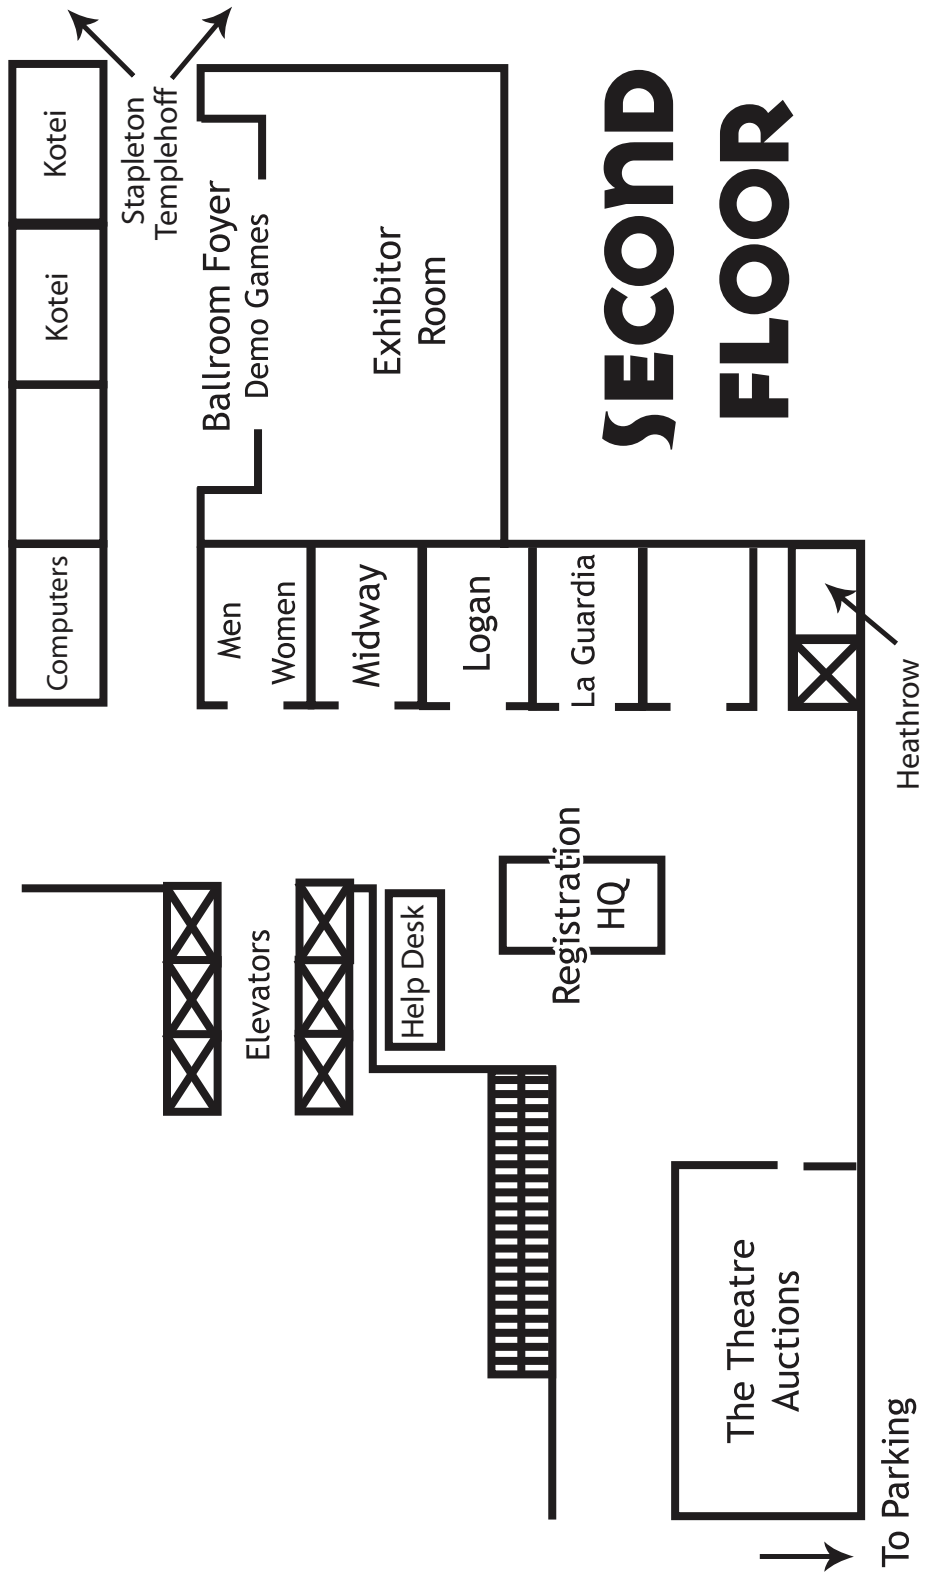 Kotei
Kotei
Computers
Stapleton
Templehoff
Ballroom Foyer
Demo Games
Exhibitor
Room
SECOND
FLOOR
Men
Women
Midway
Logan
La Guardia
Heathrow
Elevators
Help Desk
Registration
HQ
The Theatre
Auctions
To Parking